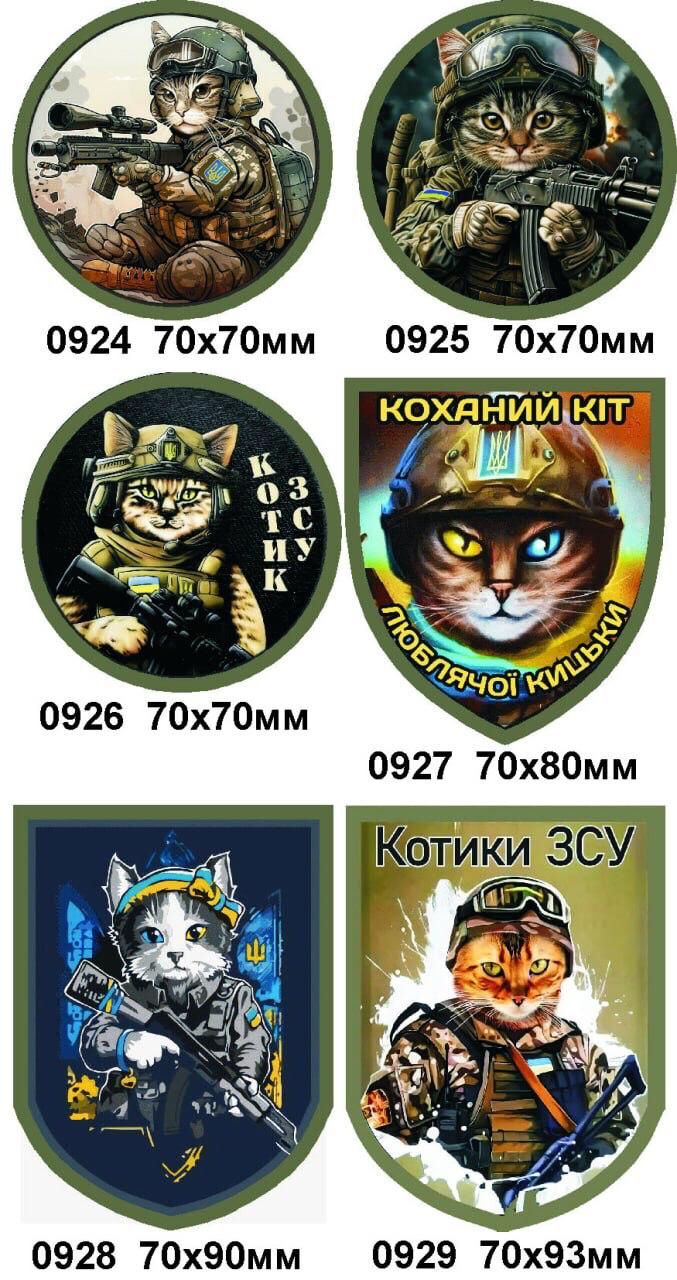 0924 70х70мм
0925 70х70мм
КОТИК
ЗСУ
0926 70х70мм
КОХАНИЙ КІТ
ЛЮБЛЯЧОЇ КИЦЬКИ
0927 70х80мм
0928 70х90мм
Котики ЗСУ
0929 70х93мм